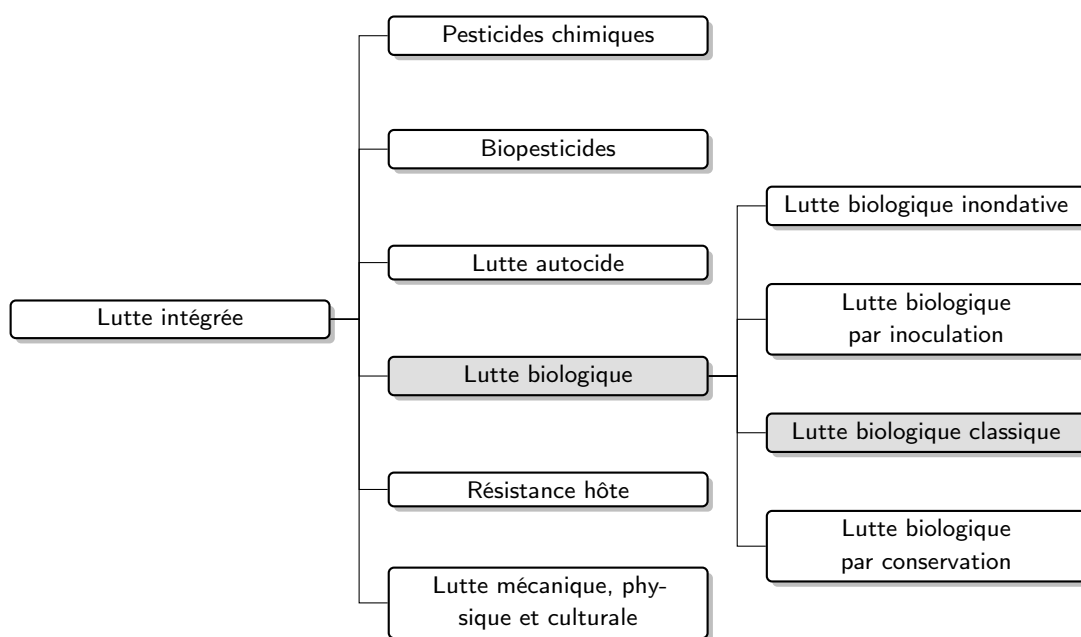 Lutte intégrée
Pesticides chimiques
Biopesticides
Lutte autocide
Lutte biologique
Résistance hôte
Lutte mécanique, phy-
sique et culturale
Lutte biologique inondative
Lutte biologique
par inoculation
Lutte biologique classique
Lutte biologique
par conservation